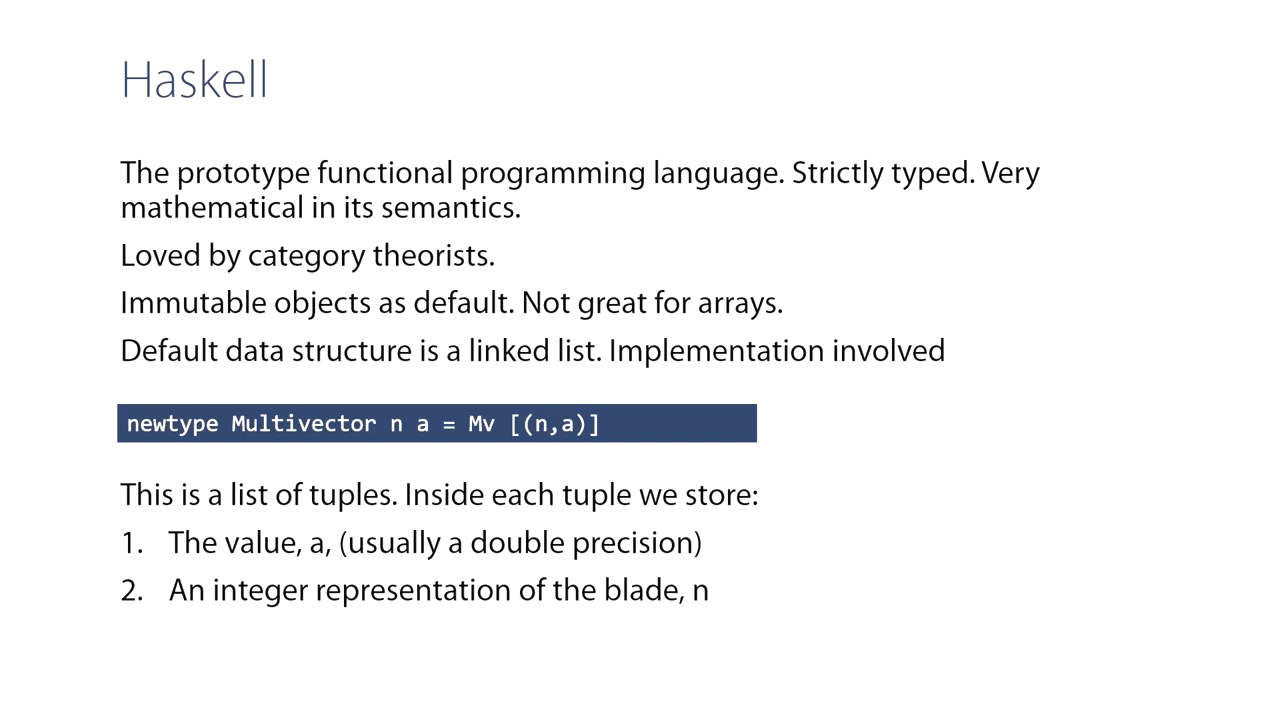 Haskell
The prototype functional programming language. Strictly typed. Very
mathematical in its semantics.
Loved by category theorists.
Immutable objects as default. Not great for arrays.
Default data structure is a linked list. Implementation involved
newtype Multivector n a = Mv [(n,a)]
This is a list of tuples. Inside each tuple we store:
1. The value, a, (usually a double precision)
2. An integer representation of the blade, n